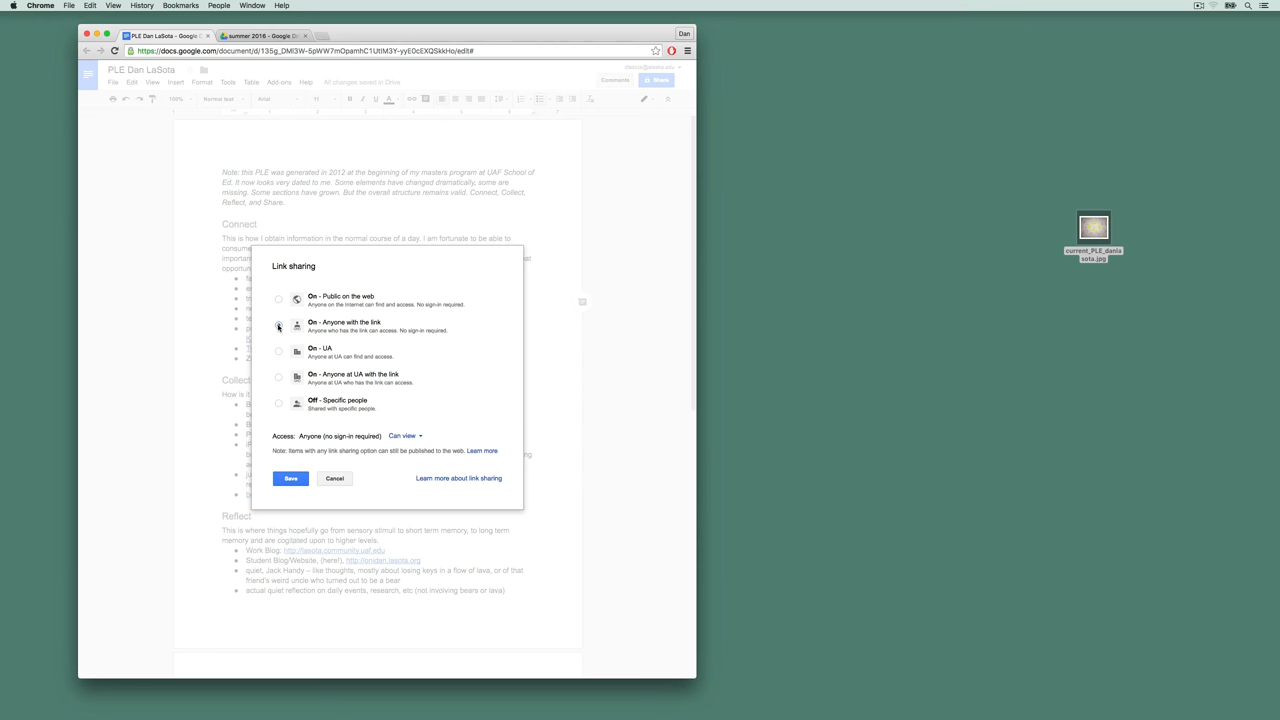 Chrome File Edit View History Bookmarks People Window Help
PLE Dan LaSota - Google D
summer 2016 - Google D
Dan
https://docs.google.com/document/d/
/edit#
PLE Dan LaSota
File Edit View Insert Format Tools Table Add-ons Help All changes saved in Drive
Comments
Share
100% Normal text Arial 11 B I U A
Note: this PLE was generated in 2012 at the beginning of my masters program at UAF School of
Ed. It now looks very dated to me. Some elements have changed dramatically, some are
missing. Some sections have grown. But the overall structure remains valid. Connect, Collect,
Reflect, and Share.
Connect
This is how I obtain information in the normal course of a day. I am fortunate to be able to
consume
important
that
opportu
Link sharing
On - Public on the web
Anyone on the Internet can find and access. No sign-in required.
On - Anyone with the link
Anyone who has the link can access. No sign-in required.
On - UA
Anyone at UA can find and access.
On - Anyone at UA with the link
Anyone at UA who has the link can access.
Off - Specific people
Shared with specific people.
Access: Anyone (no sign-in required) Can view
Note: Items with any link sharing option can still be published to the web. Learn more
Save
Cancel
Learn more about link sharing
Collect
How is it
ing
Reflect
This is where things hopefully go from sensory stimuli to short term memory, to long term
memory and are cogitated upon to higher levels.
Work Blog: http://lasota.community.uaf.edu
Student Blog/Website, (here!), http://onidan.lasota.org
quiet, Jack Handy – like thoughts, mostly about losing keys in a flow of lava, or of that
friend's weird uncle who turned out to be a bear
actual quiet reflection on daily events, research, etc (not involving bears or lava)
current_PLE_danla
sota.jpg